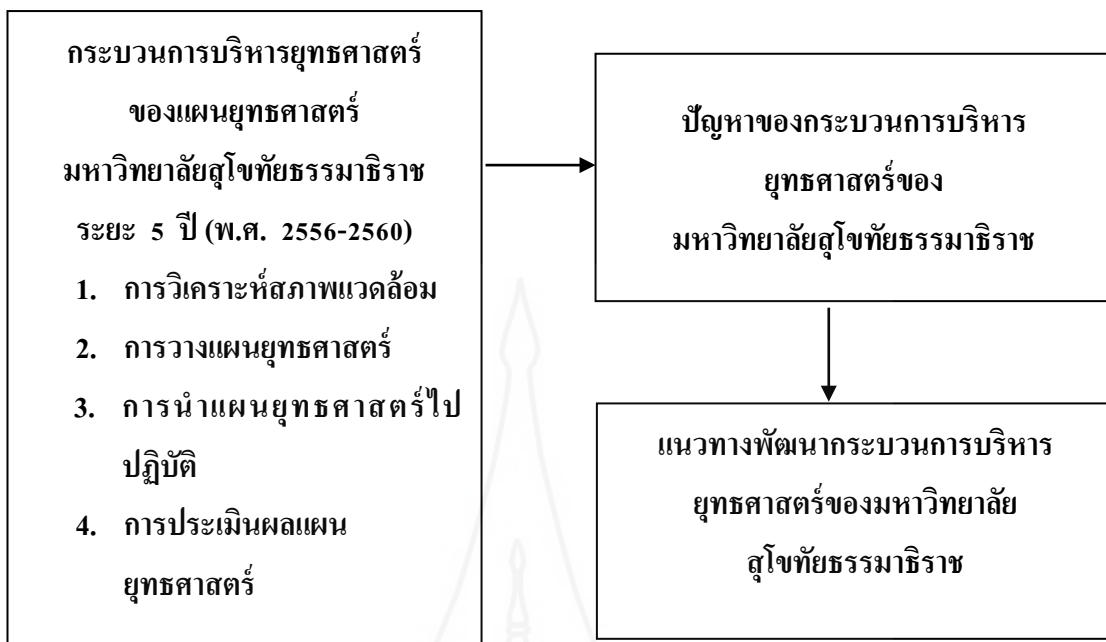 กระบวนการบริหารยุทธศาสตร์
ของแผนยุทธศาสตร์
มหาวิทยาลัยสุโขทัยธรรมาธิราช
ระยะ 5 ปี (พ.ศ. 2556-2560)
1. การวิเคราะห์สภาพแวดล้อม
2. การวางแผนยุทธศาสตร์
3. การนำแผนยุทธศาสตร์ไป
ปฏิบัติ
4. การประเมินผลแผน
ยุทธศาสตร์
ปัญหาของกระบวนการบริหาร
ยุทธศาสตร์ของ
มหาวิทยาลัยสุโขทัยธรรมาธิราช
แนวทางพัฒนากระบวนการบริหาร
ยุทธศาสตร์ของมหาวิทยาลัย
สุโขทัยธรรมาธิราช